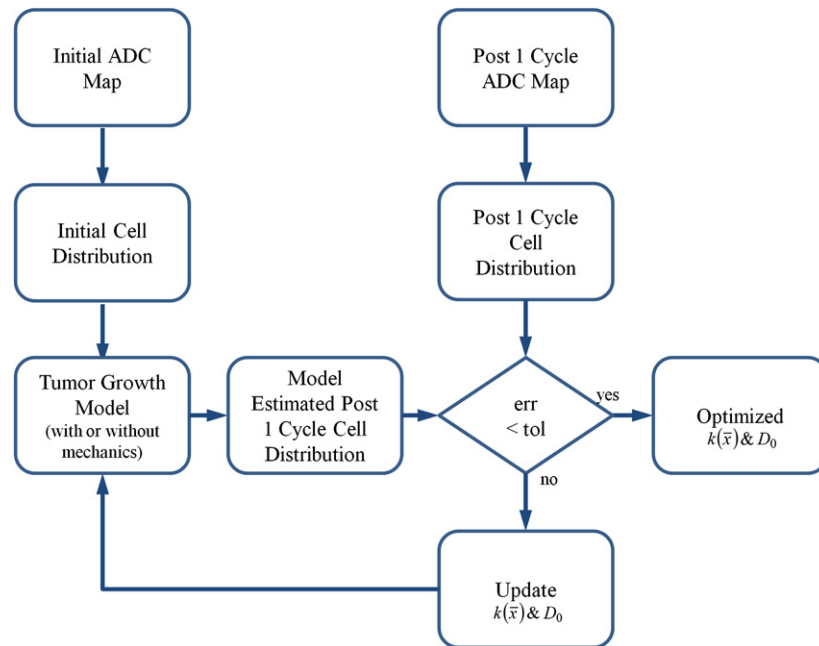 Initial ADC
Map
Post 1 Cycle
ADC Map
Initial Cell
Distribution
Post 1 Cycle
Cell
Distribution
Tumor Growth
Model
(with or without
mechanics)
Model
Estimated Post
1 Cycle Cell
Distribution
err
< tol
yes
Optimized
k(x̅) & D₀
no
Update
k(x̅) & D₀